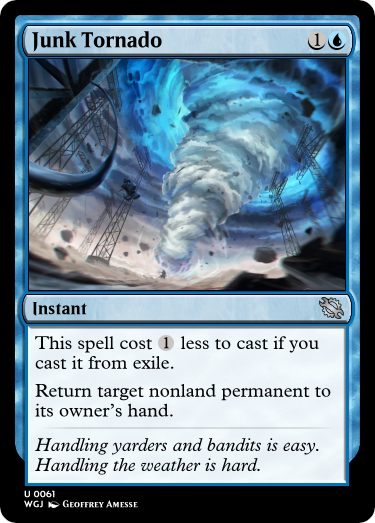 Junk Tornado 1
Instant
This spell cost 1 less to cast if you
cast it from exile.
Return target nonland permanent to
its owner's hand.
Handling yarders and bandits is easy.
Handling the weather is hard.
U 0061
WGJ Geoffrey Amesse